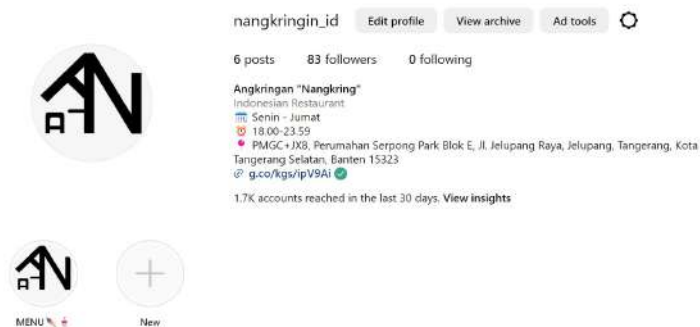 nangkringin_id Edit profile View archive Ad tools
6 posts 83 followers 0 following
Angkringan "Nangkring"
Indonesian Restaurant
Senin - Jumat
18.00-23.59
PMGC+JX8, Perumahan Serpong Park Blok E, Jl. Jelupang Raya, Jelupang, Tangerang, Kota
Tangerang Selatan, Banten 15323
g.co/kgs/ipV9Ai
1.7K accounts reached in the last 30 days. View insights
AN
AN
MENU New